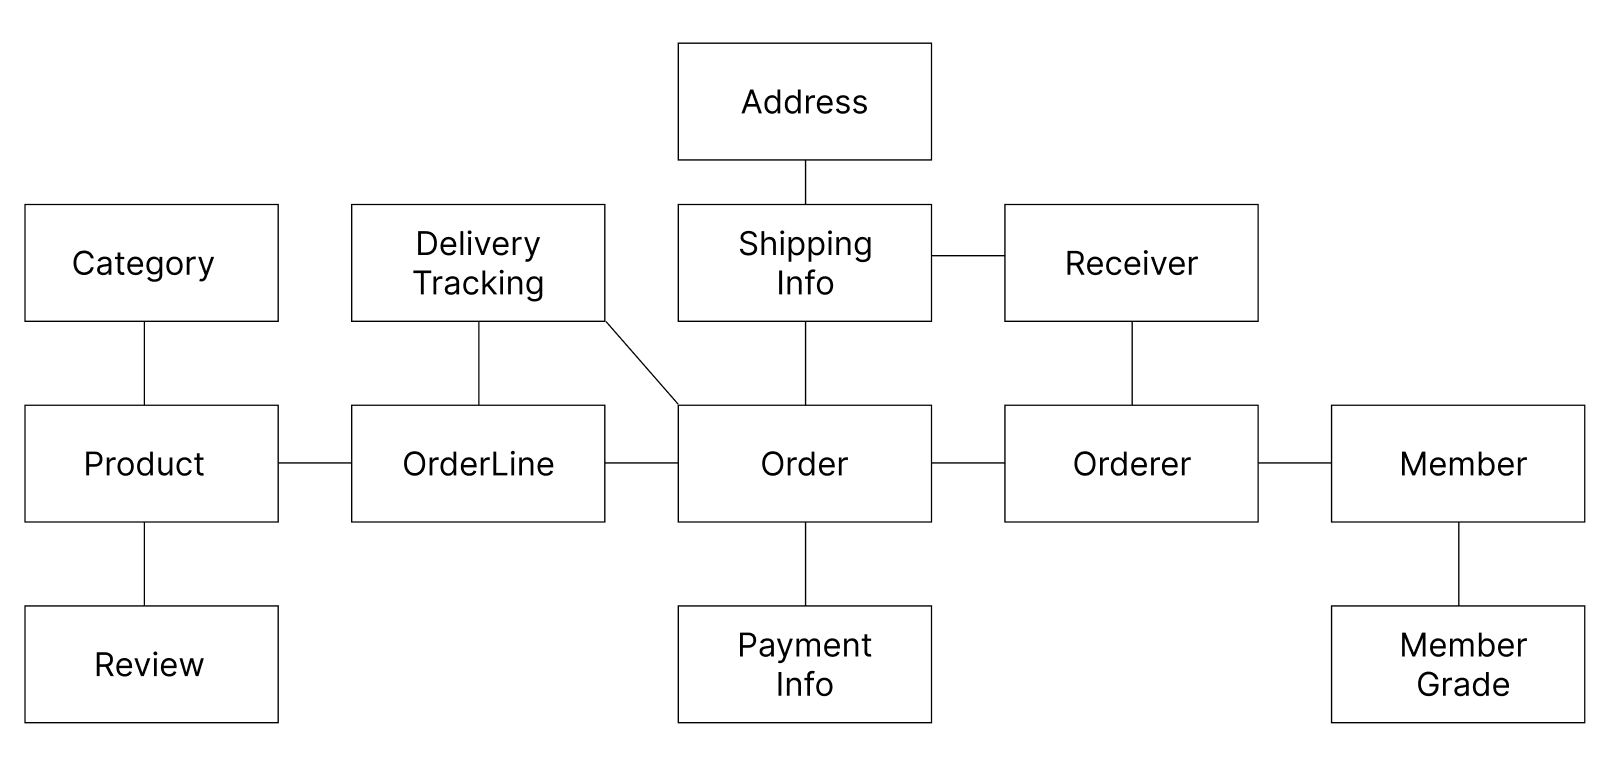 Address
Category
Delivery
Tracking
Shipping
Info
Receiver
Product
OrderLine
Order
Orderer
Member
Review
Payment
Info
Member
Grade